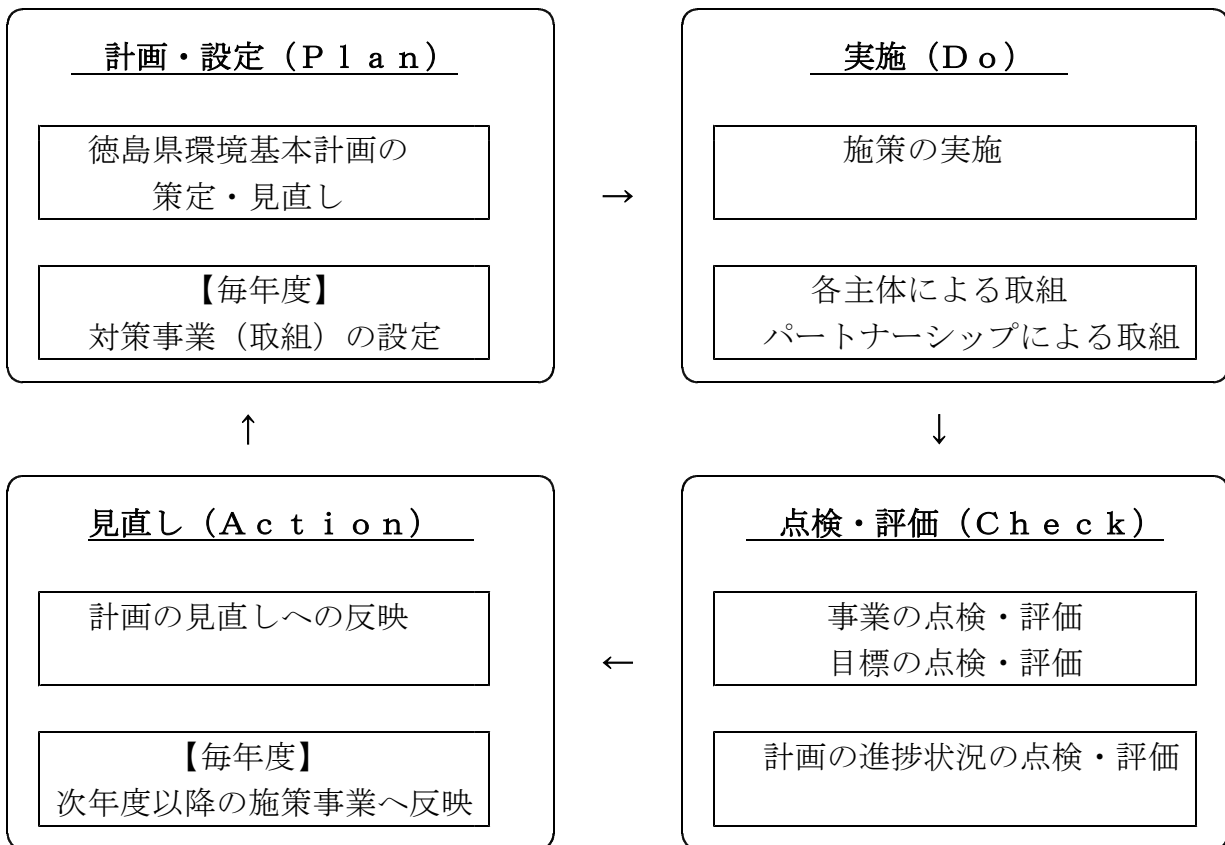 計画・設定（Ｐｌａｎ）
徳島県環境基本計画の
策定・見直し
【毎年度】
対策事業（取組）の設定
→
実施（Ｄｏ）
施策の実施
各主体による取組
パートナーシップによる取組
↑
↓
見直し（Ａｃｔｉｏｎ）
計画の見直しへの反映
【毎年度】
次年度以降の施策事業へ反映
←
点検・評価（Ｃｈｅｃｋ）
事業の点検・評価
目標の点検・評価
計画の進捗状況の点検・評価